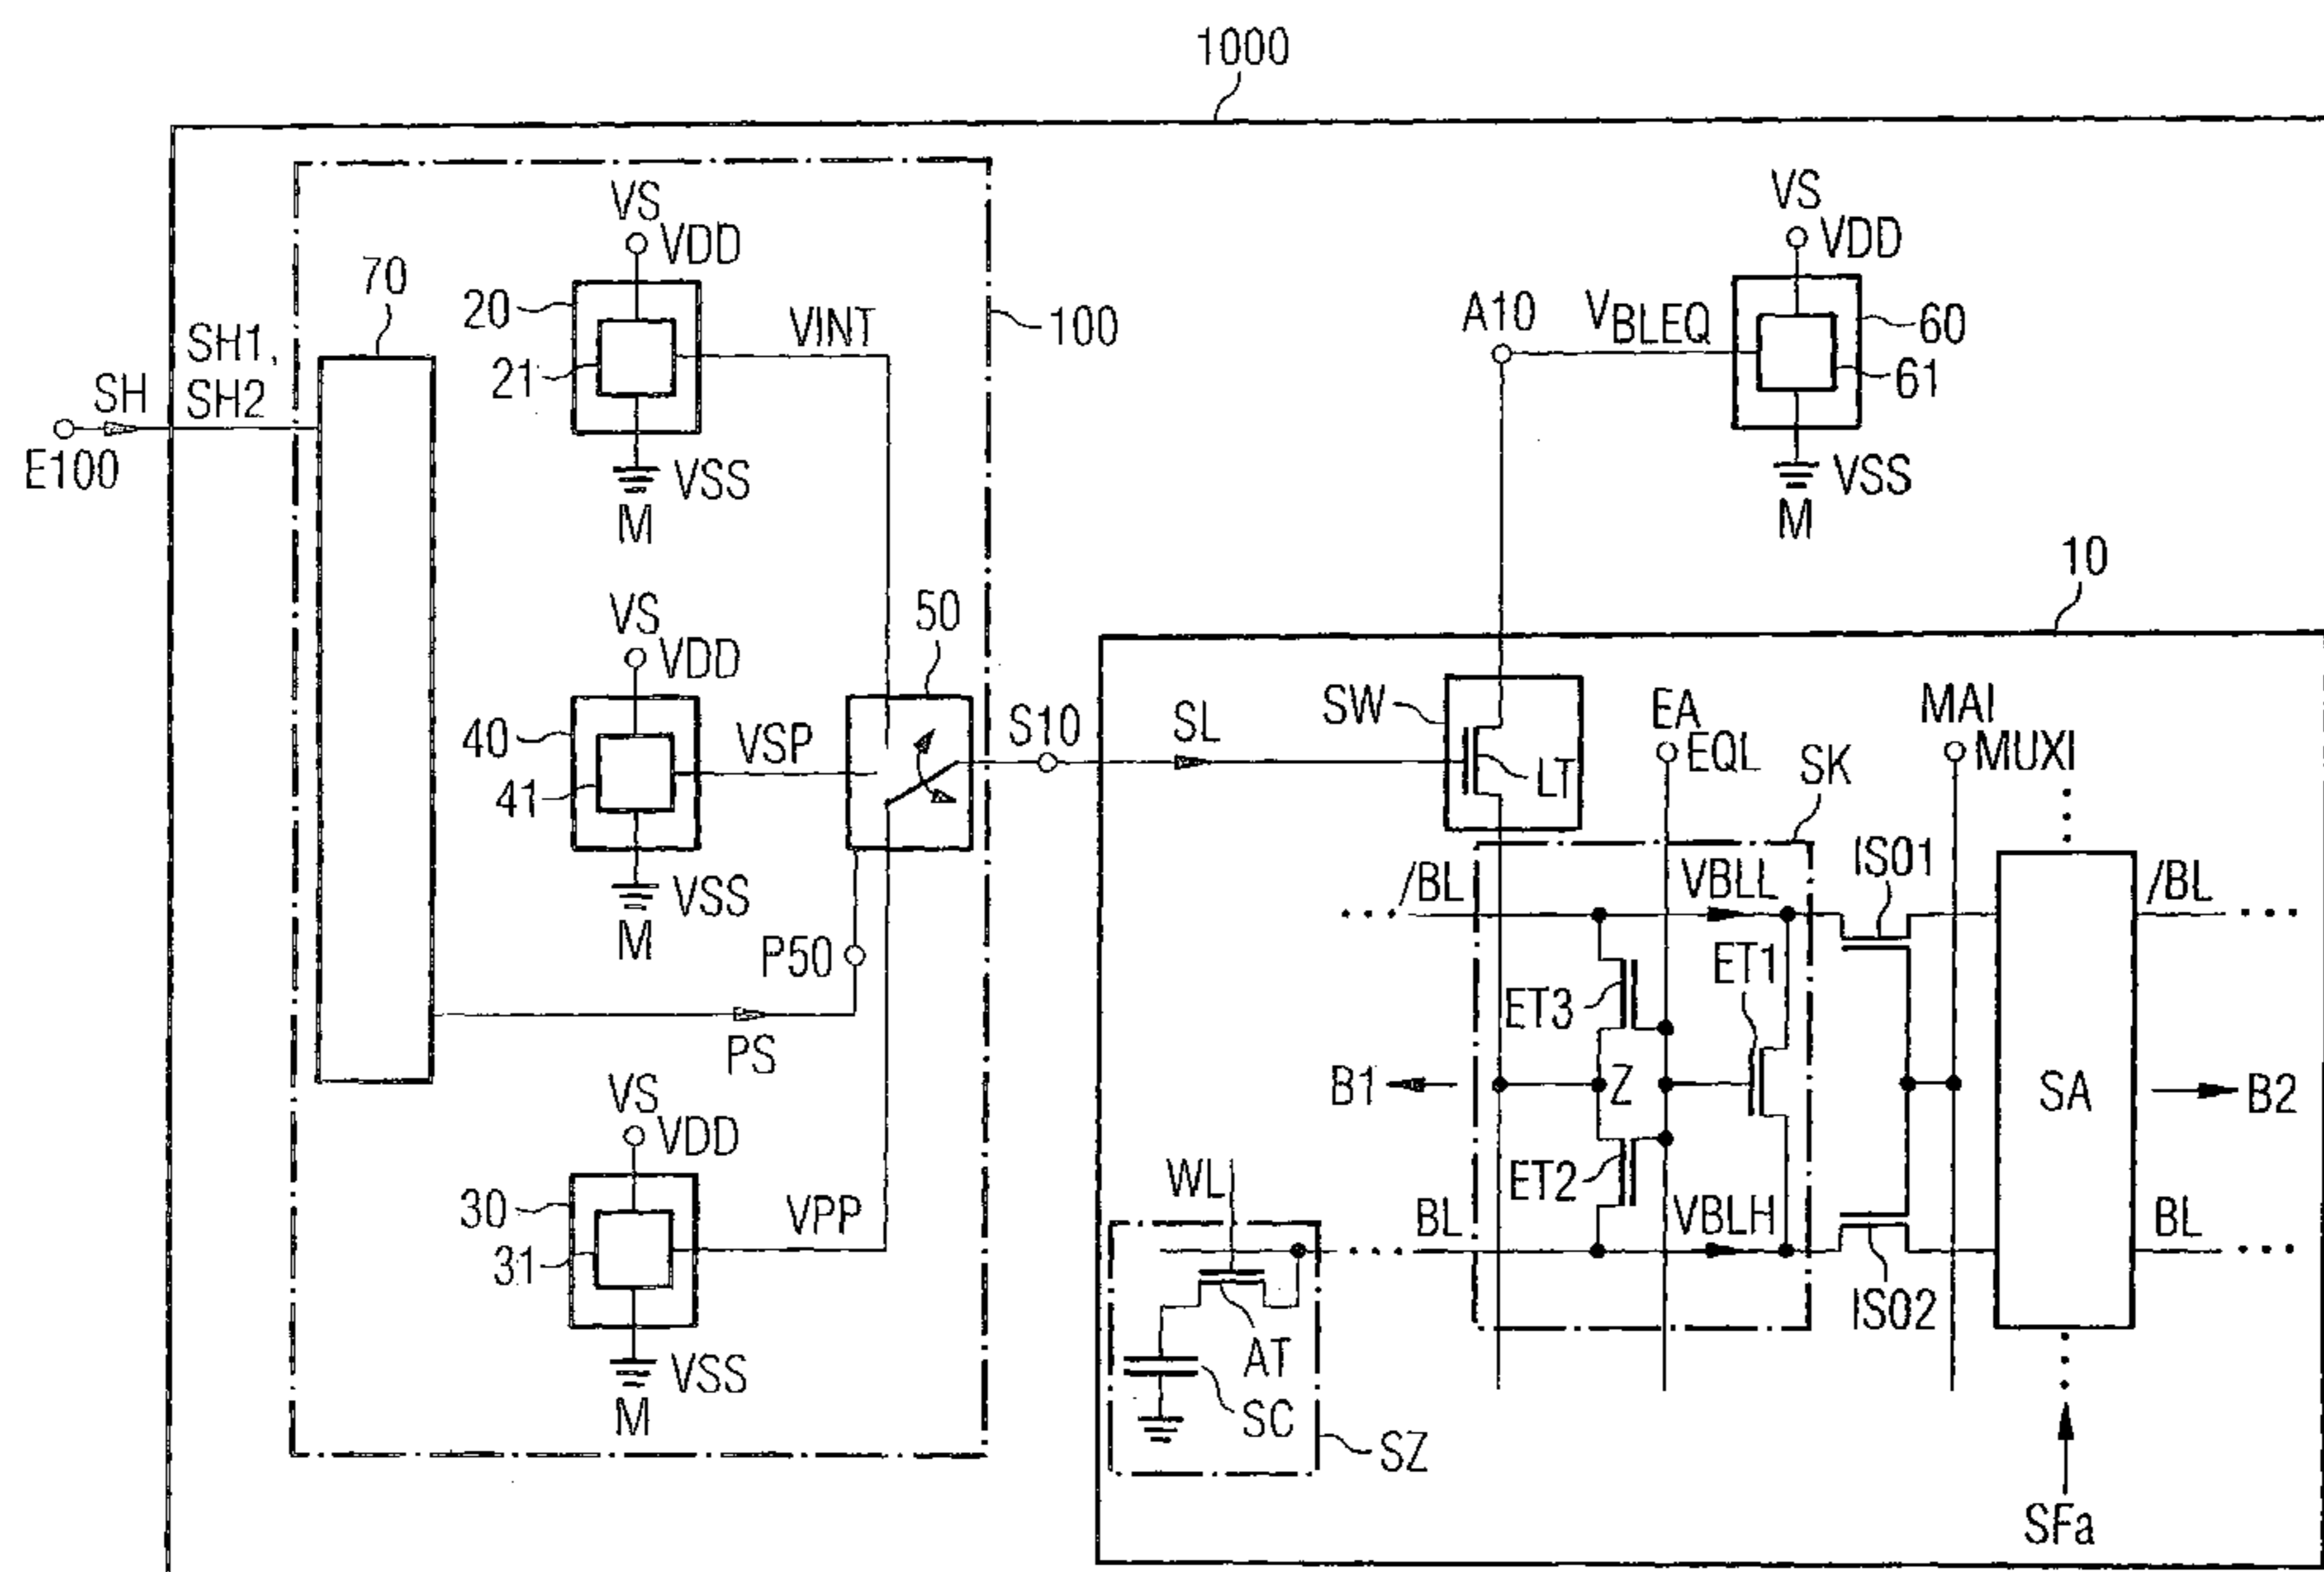 1000
VS
VDD
70
20
21
VINT
100
VSS
M
SH1,
SH2
SH
E100
VS
VDD
A10
VBLEQ
60
61
VSS
M
10
VS
VDD
40
41
VSP
50
VSS
M
P50
PS
S10
SL
SW
LT
EA
EQL
SK
MAI
MUXI
ISO1
/BL
VBLL
/BL
ET3
ET1
B1
Z
SA
B2
ET2
WL
BL
VBLH
BL
ISO2
AT
SC
SZ
SFa
VS
VDD
30
31
VPP
VSS
M